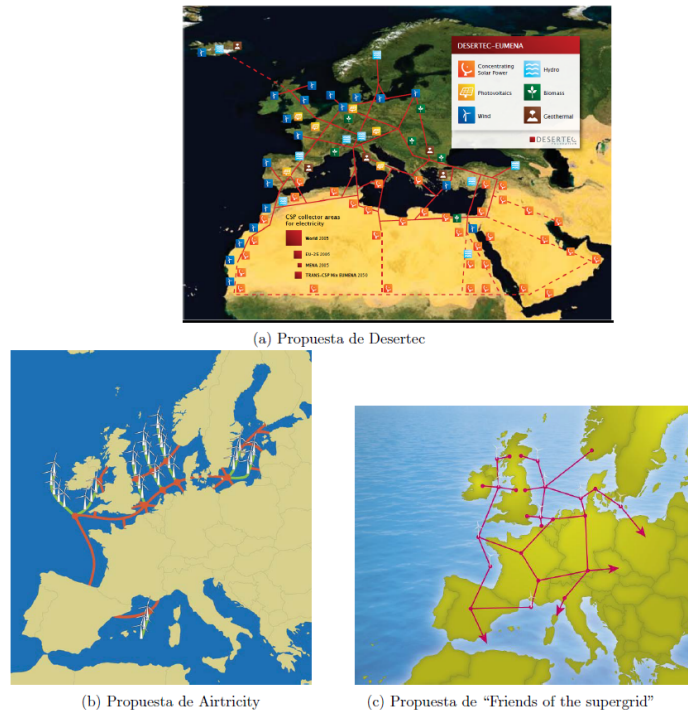 DESERTEC-EUMENA
Concentrating
Solar Power
Hydro
Photovoltaics
Biomass
Wind
Geothermal
DESERTEC
CSP collector areas
for electricity
World 2005
EU-25 2005
MENA 2005
TRANS-CSP Mix EUMENA 2050
(a) Propuesta de Desertec
(b) Propuesta de Airtricity
(c) Propuesta de “Friends of the supergrid”